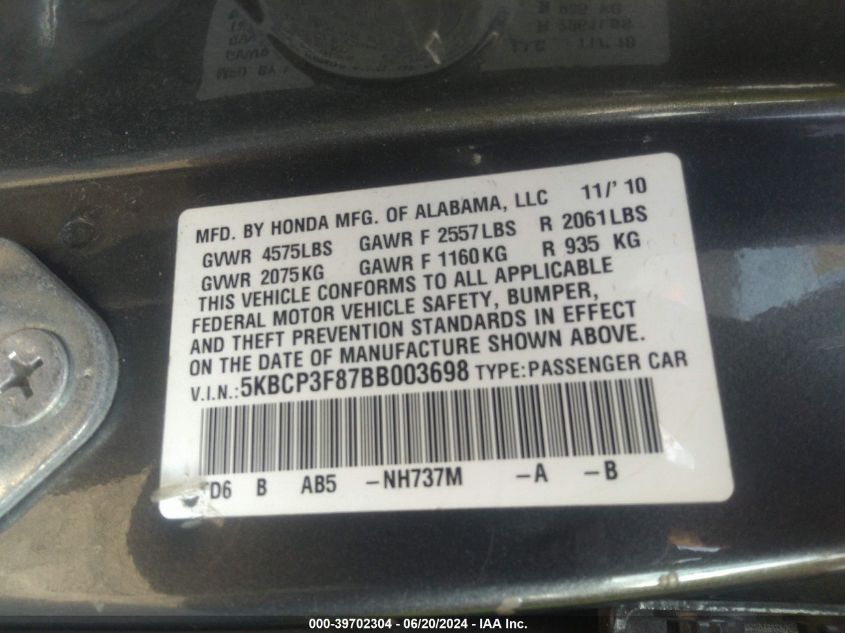 MFD. BY HONDA MFG. OF ALABAMA, LLC 11/' 10
GVWR 4575LBS GAWR F 2557LBS R 2061LBS
GVWR 2075KG GAWR F 1160KG R 935 KG
THIS VEHICLE CONFORMS TO ALL APPLICABLE
FEDERAL MOTOR VEHICLE SAFETY, BUMPER,
AND THEFT PREVENTION STANDARDS IN EFFECT
ON THE DATE OF MANUFACTURE SHOWN ABOVE.
V.I.N.: 5KBCP3F87BB003698 TYPE:PASSENGER CAR
D6 B AB5 -NH737M -A -B
000-39702304 - 06/20/2024 - IAA Inc.